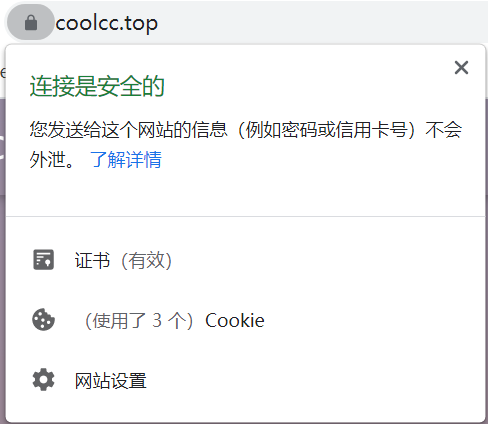 coolcc.top
连接是安全的
您发送给这个网站的信息（例如密码或信用卡号）不会
外泄。 了解详情
证书（有效）
（使用了 3 个）Cookie
网站设置